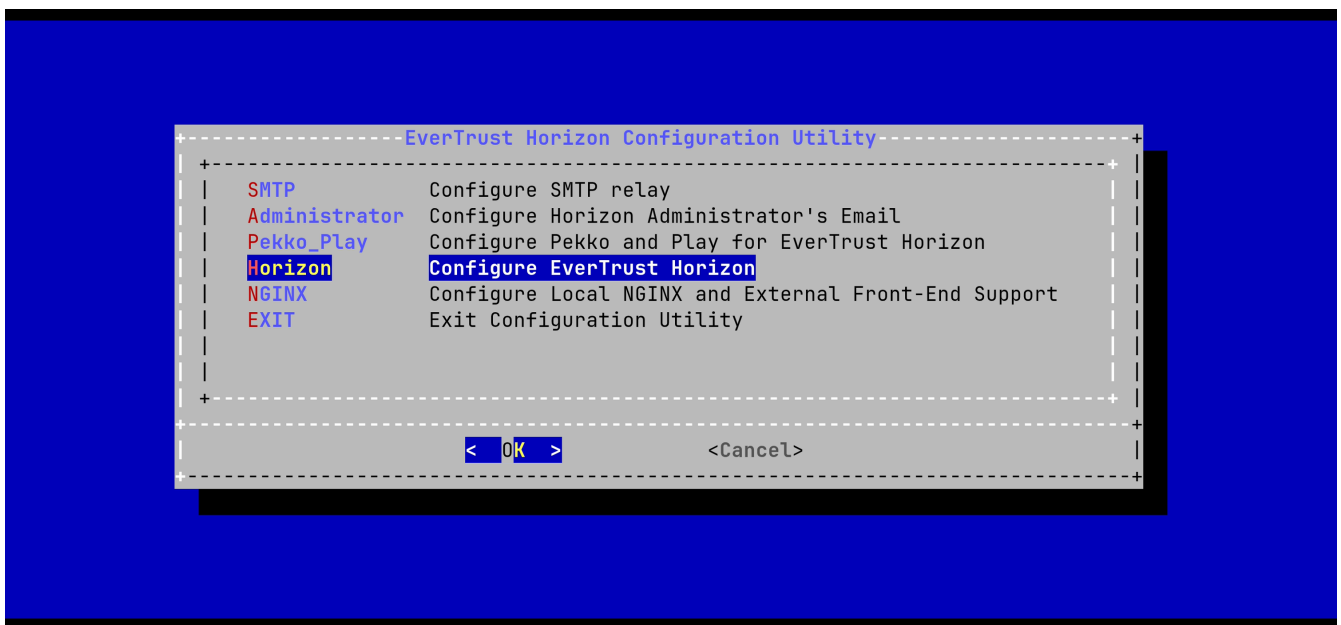 EverTrust Horizon Configuration Utility
SMTP Configure SMTP relay
Administrator Configure Horizon Administrator's Email
Pekko_Play Configure Pekko and Play for EverTrust Horizon
Horizon Configure EverTrust Horizon
NGINX Configure Local NGINX and External Front-End Support
EXIT Exit Configuration Utility
< OK > <Cancel>